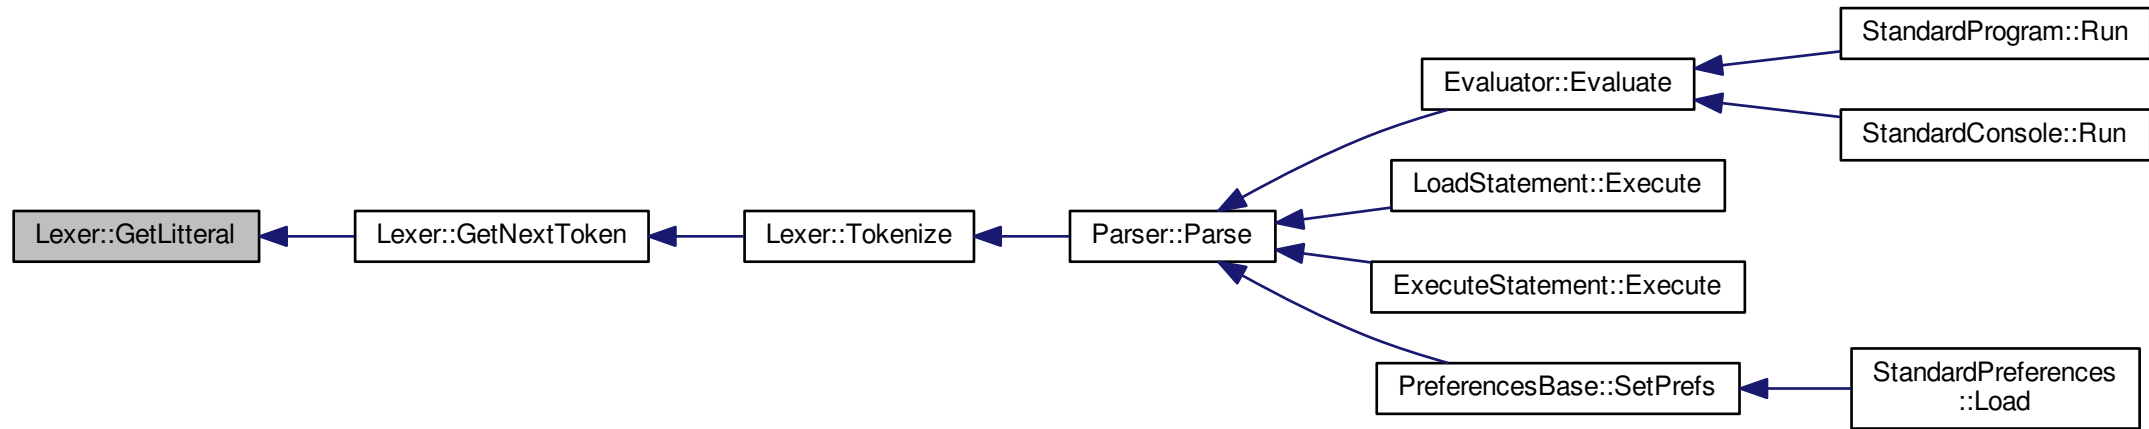 StandardProgram::Run
Evaluator::Evaluate
StandardConsole::Run
LoadStatement::Execute
Lexer::GetLitteral
Lexer::GetNextToken
Lexer::Tokenize
Parser::Parse
ExecuteStatement::Execute
PreferencesBase::SetPrefs
StandardPreferences
::Load